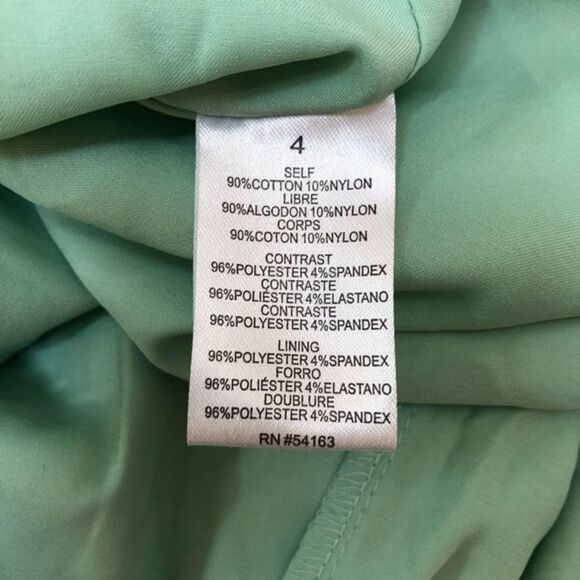 4
SELF
90%COTTON 10%NYLON
LIBRE
90%ALGODON 10%NYLON
CORPS
90%COTON 10%NYLON
CONTRAST
96%POLYESTER 4%SPANDEX
CONTRASTE
96%POLIÉSTER 4%ELASTANO
CONTRASTE
96%POLYESTER 4%SPANDEX
LINING
96%POLYESTER 4%SPANDEX
FORRO
96%POLIÉSTER 4%ELASTANO
DOUBLURE
96%POLYESTER 4%SPANDEX
RN #54163